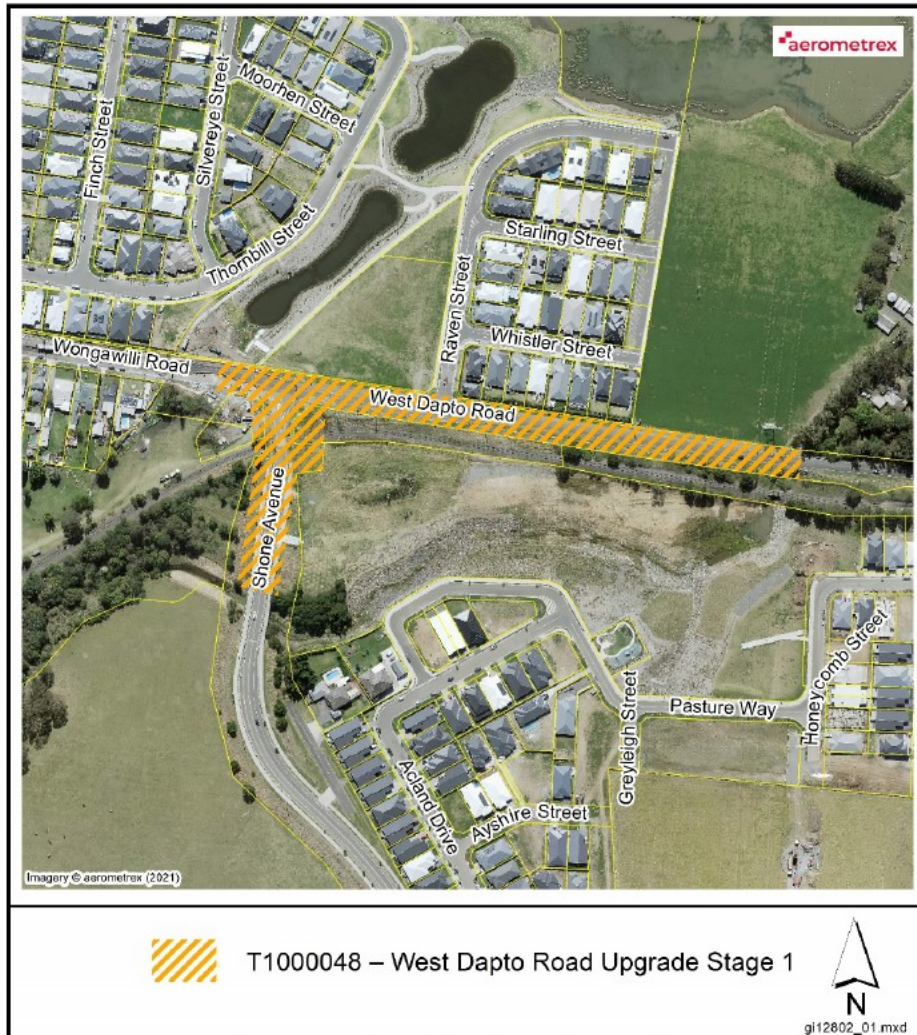 aerometrex
Moorhen Street
Finch Street
Silvereye Street
Thornbill Street
Starling Street
Raven Street
Whistler Street
Wongawilli Road
West Dapto Road
Shone Avenue
Honeycomb Street
Pasture Way
Greyleigh Street
Acland Drive
Ayshire Street
Imagery © aerometrex (2021)
T1000048 – West Dapto Road Upgrade Stage 1
N
gi12802_01.mxd